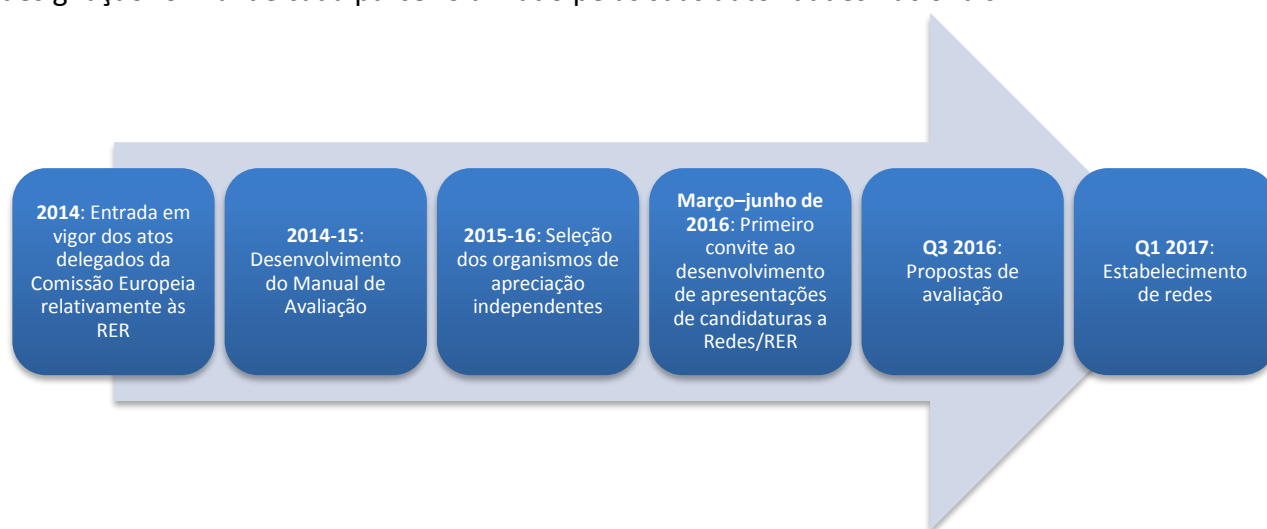 2014: Entrada em
vigor dos atos
delegados da
Comissão Europeia
relativamente às
RER
2014-15:
Desenvolvimento
do Manual de
Avaliação
2015-16: Seleção
dos organismos de
apreciação
independentes
Março–junho de
2016: Primeiro
convite ao
desenvolvimento
de apresentações
de candidaturas a
Redes/RER
Q3 2016:
Propostas de
avaliação
Q1 2017:
Estabelecimento
de redes